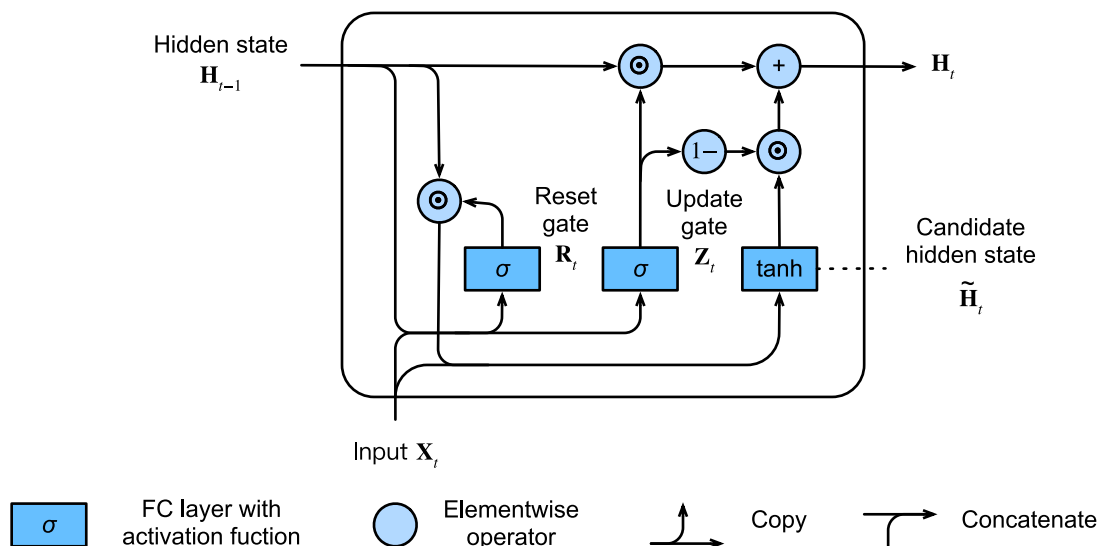 Hidden state
H_{t−1}
⊙
+
H_t
1−
⊙
⊙
Reset
gate
R_t
Update
gate
Z_t
Candidate
hidden state
H̃_t
σ
σ
tanh
Input X_t
σ
FC layer with
activation fuction
Elementwise
operator
Copy
Concatenate